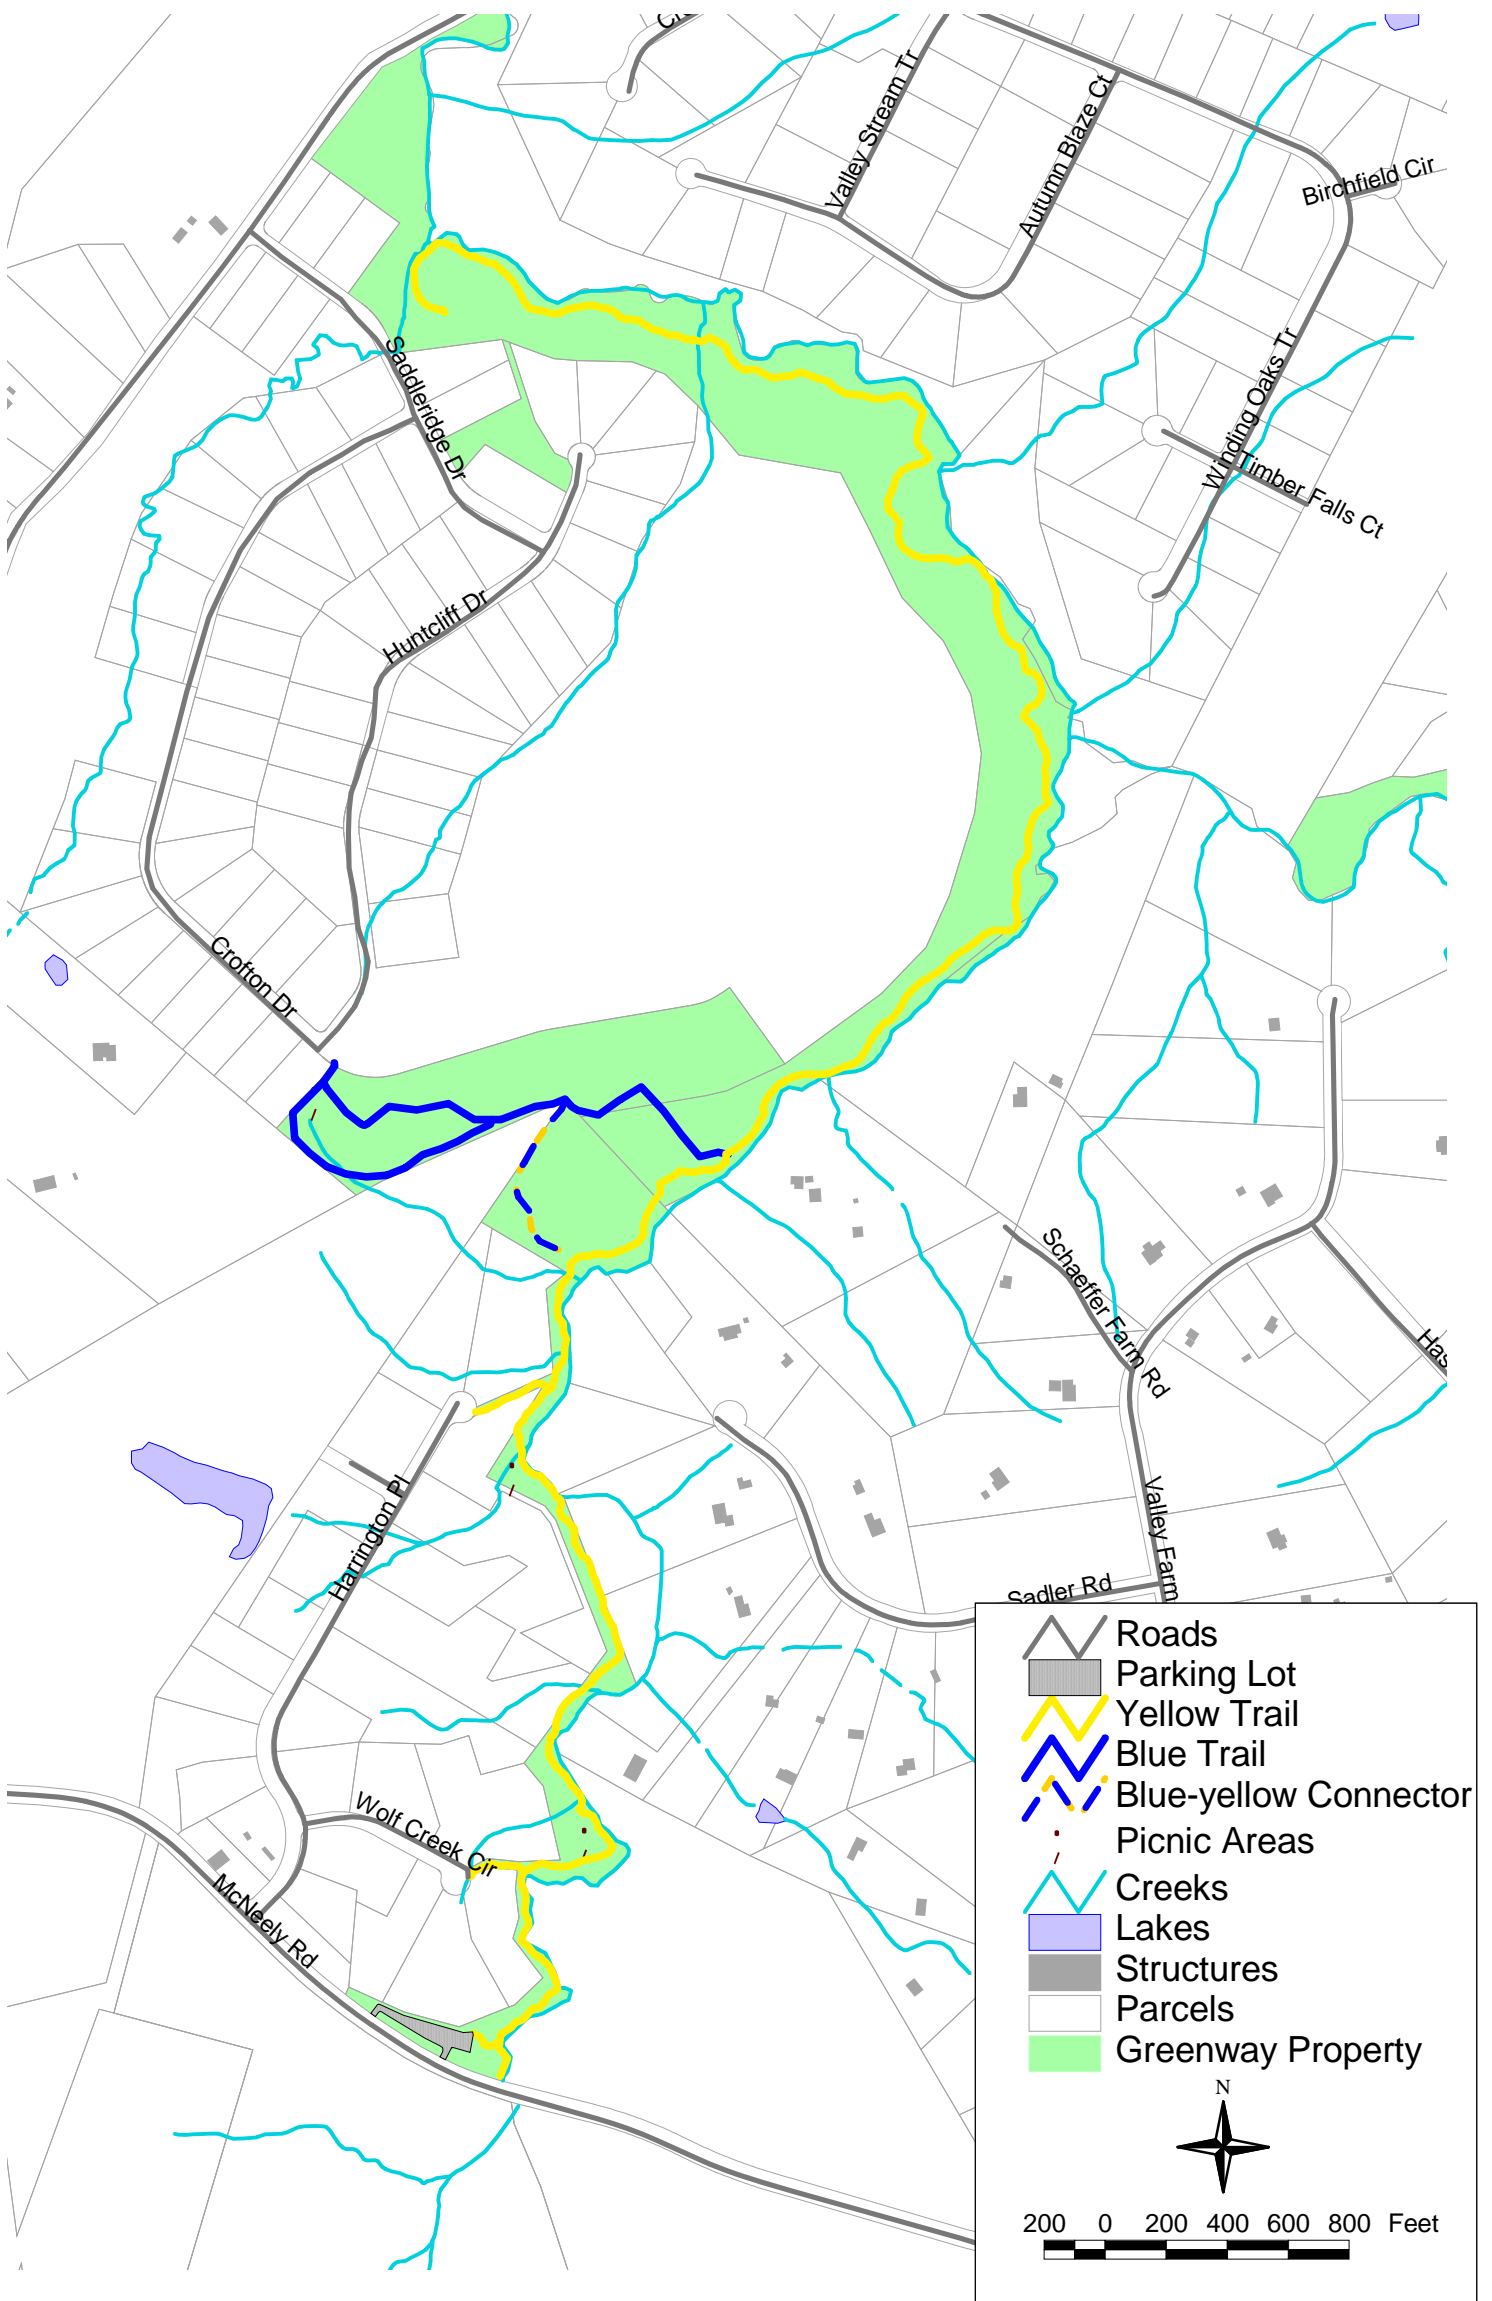 Cir
Valley Stream Tr
Autumn Blaze Ct
Birchfield Cir
Saddleridge Dr
Winding Oaks Tr
Timber Falls Ct
Huntcliff Dr
Crofton Dr
Schaeffer Farm Rd
Has
Harrington Pl
Valley Farm
Sadler Rd
Wolf Creek Cir
McNeely Rd
Roads
Parking Lot
Yellow Trail
Blue Trail
Blue-yellow Connector
Picnic Areas
Creeks
Lakes
Structures
Parcels
Greenway Property
N
200 0 200 400 600 800 Feet